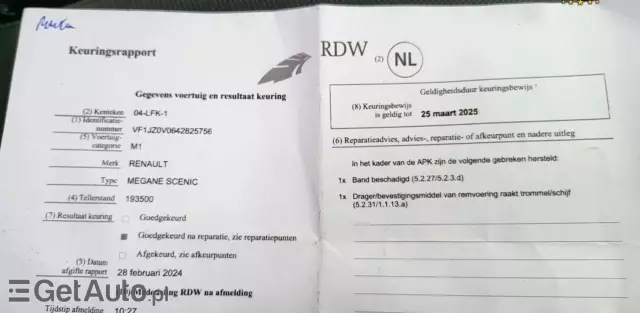 Keuringsrapport
Gegevens voertuig en resultaat keuring
(2) Kenteken 04-LFK-1
(1) Identificatie-
nummer VF1JZ0V0642825756
(5) Voertuig-
categorie M1
Merk RENAULT
Type MEGANE SCENIC
(4) Tellerstand 193500
(7) Resultaat keuring Goedgekeurd
Goedgekeurd na reparatie, zie reparatiepunten
Afgekeurd, zie afkeurpunten
(3) Datum
afgifte rapport 28 februari 2024
Mededeling RDW na afmelding
Tijdstip afmelding 10:27
RDW (2) NL
Geldigheidsduur keuringsbewijs
(8) Keuringsbewijs
is geldig tot 25 maart 2025
(6) Reparatieadvies, advies-, reparatie- of afkeurpunt en nadere uitleg
In het kader van de APK zijn de volgende gebreken hersteld:
1x Band beschadigd (5.2.27/5.2.3.d)
1x Drager/bevestigingsmiddel van remvoering raakt trommel/schijf
(5.2.31/1.1.13.a)
GetAuto.pl